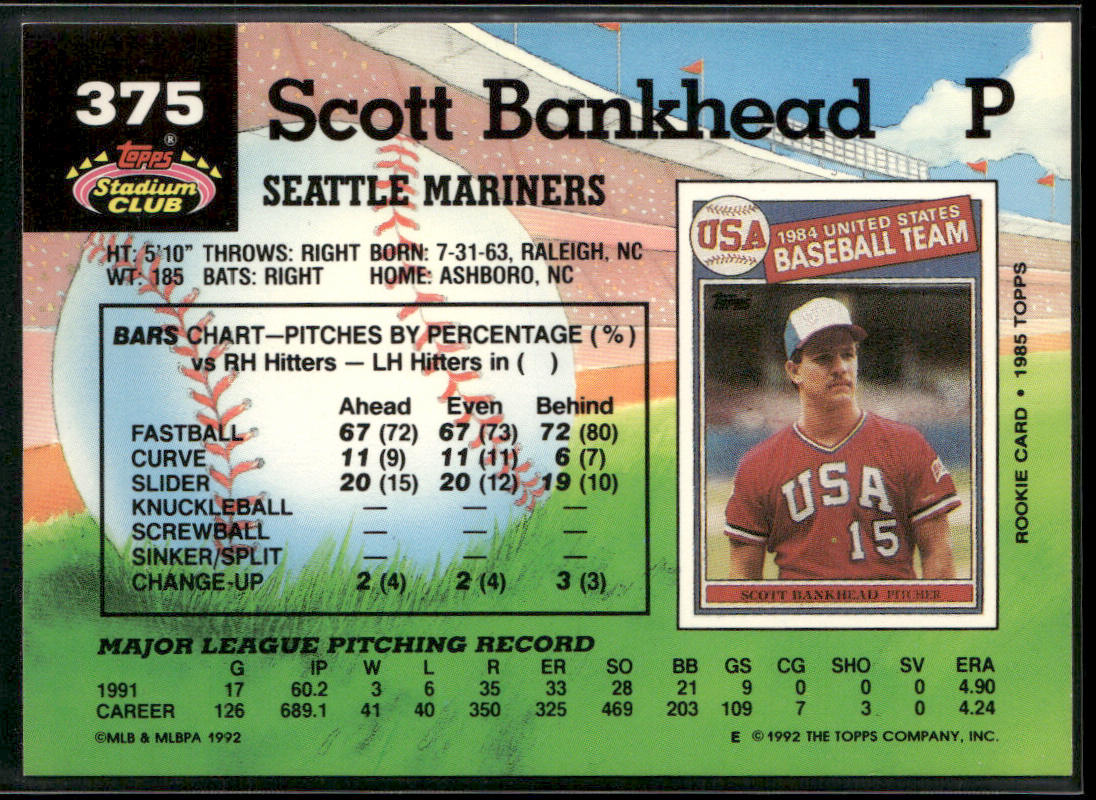 375
Topps®
Stadium
CLUB
Scott Bankhead P
SEATTLE MARINERS
HT: 5'10" THROWS: RIGHT BORN: 7-31-63, RALEIGH, NC
WT: 185 BATS: RIGHT HOME: ASHBORO, NC
BARS CHART—PITCHES BY PERCENTAGE (%)
vs RH Hitters — LH Hitters in ( )
Ahead Even Behind
FASTBALL 67 (72) 67 (73) 72 (80)
CURVE 11 (9) 11 (11) 6 (7)
SLIDER 20 (15) 20 (12) 19 (10)
KNUCKLEBALL — — —
SCREWBALL — — —
SINKER/SPLIT — — —
CHANGE-UP 2 (4) 2 (4) 3 (3)
USA
1984 UNITED STATES
BASEBALL TEAM
Topps
USA
15
SCOTT BANKHEAD PITCHER
ROOKIE CARD • 1985 TOPPS
MAJOR LEAGUE PITCHING RECORD
G IP W L R ER SO BB GS CG SHO SV ERA
1991 17 60.2 3 6 35 33 28 21 9 0 0 0 4.90
CAREER 126 689.1 41 40 350 325 469 203 109 7 3 0 4.24
©MLB & MLBPA 1992
E © 1992 THE TOPPS COMPANY, INC.